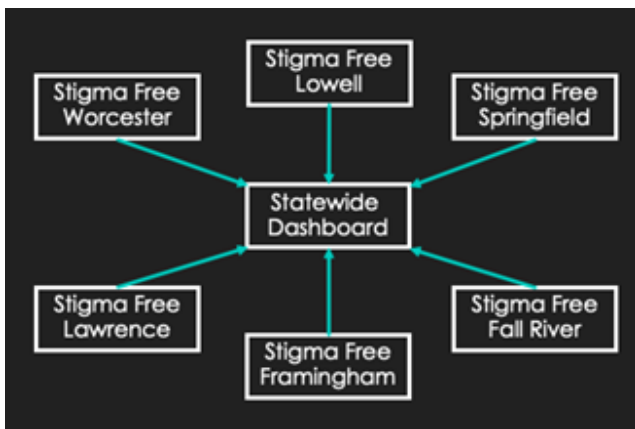 Stigma Free
Lowell
Stigma Free
Worcester
Stigma Free
Springfield
Statewide
Dashboard
Stigma Free
Lawrence
Stigma Free
Fall River
Stigma Free
Framingham